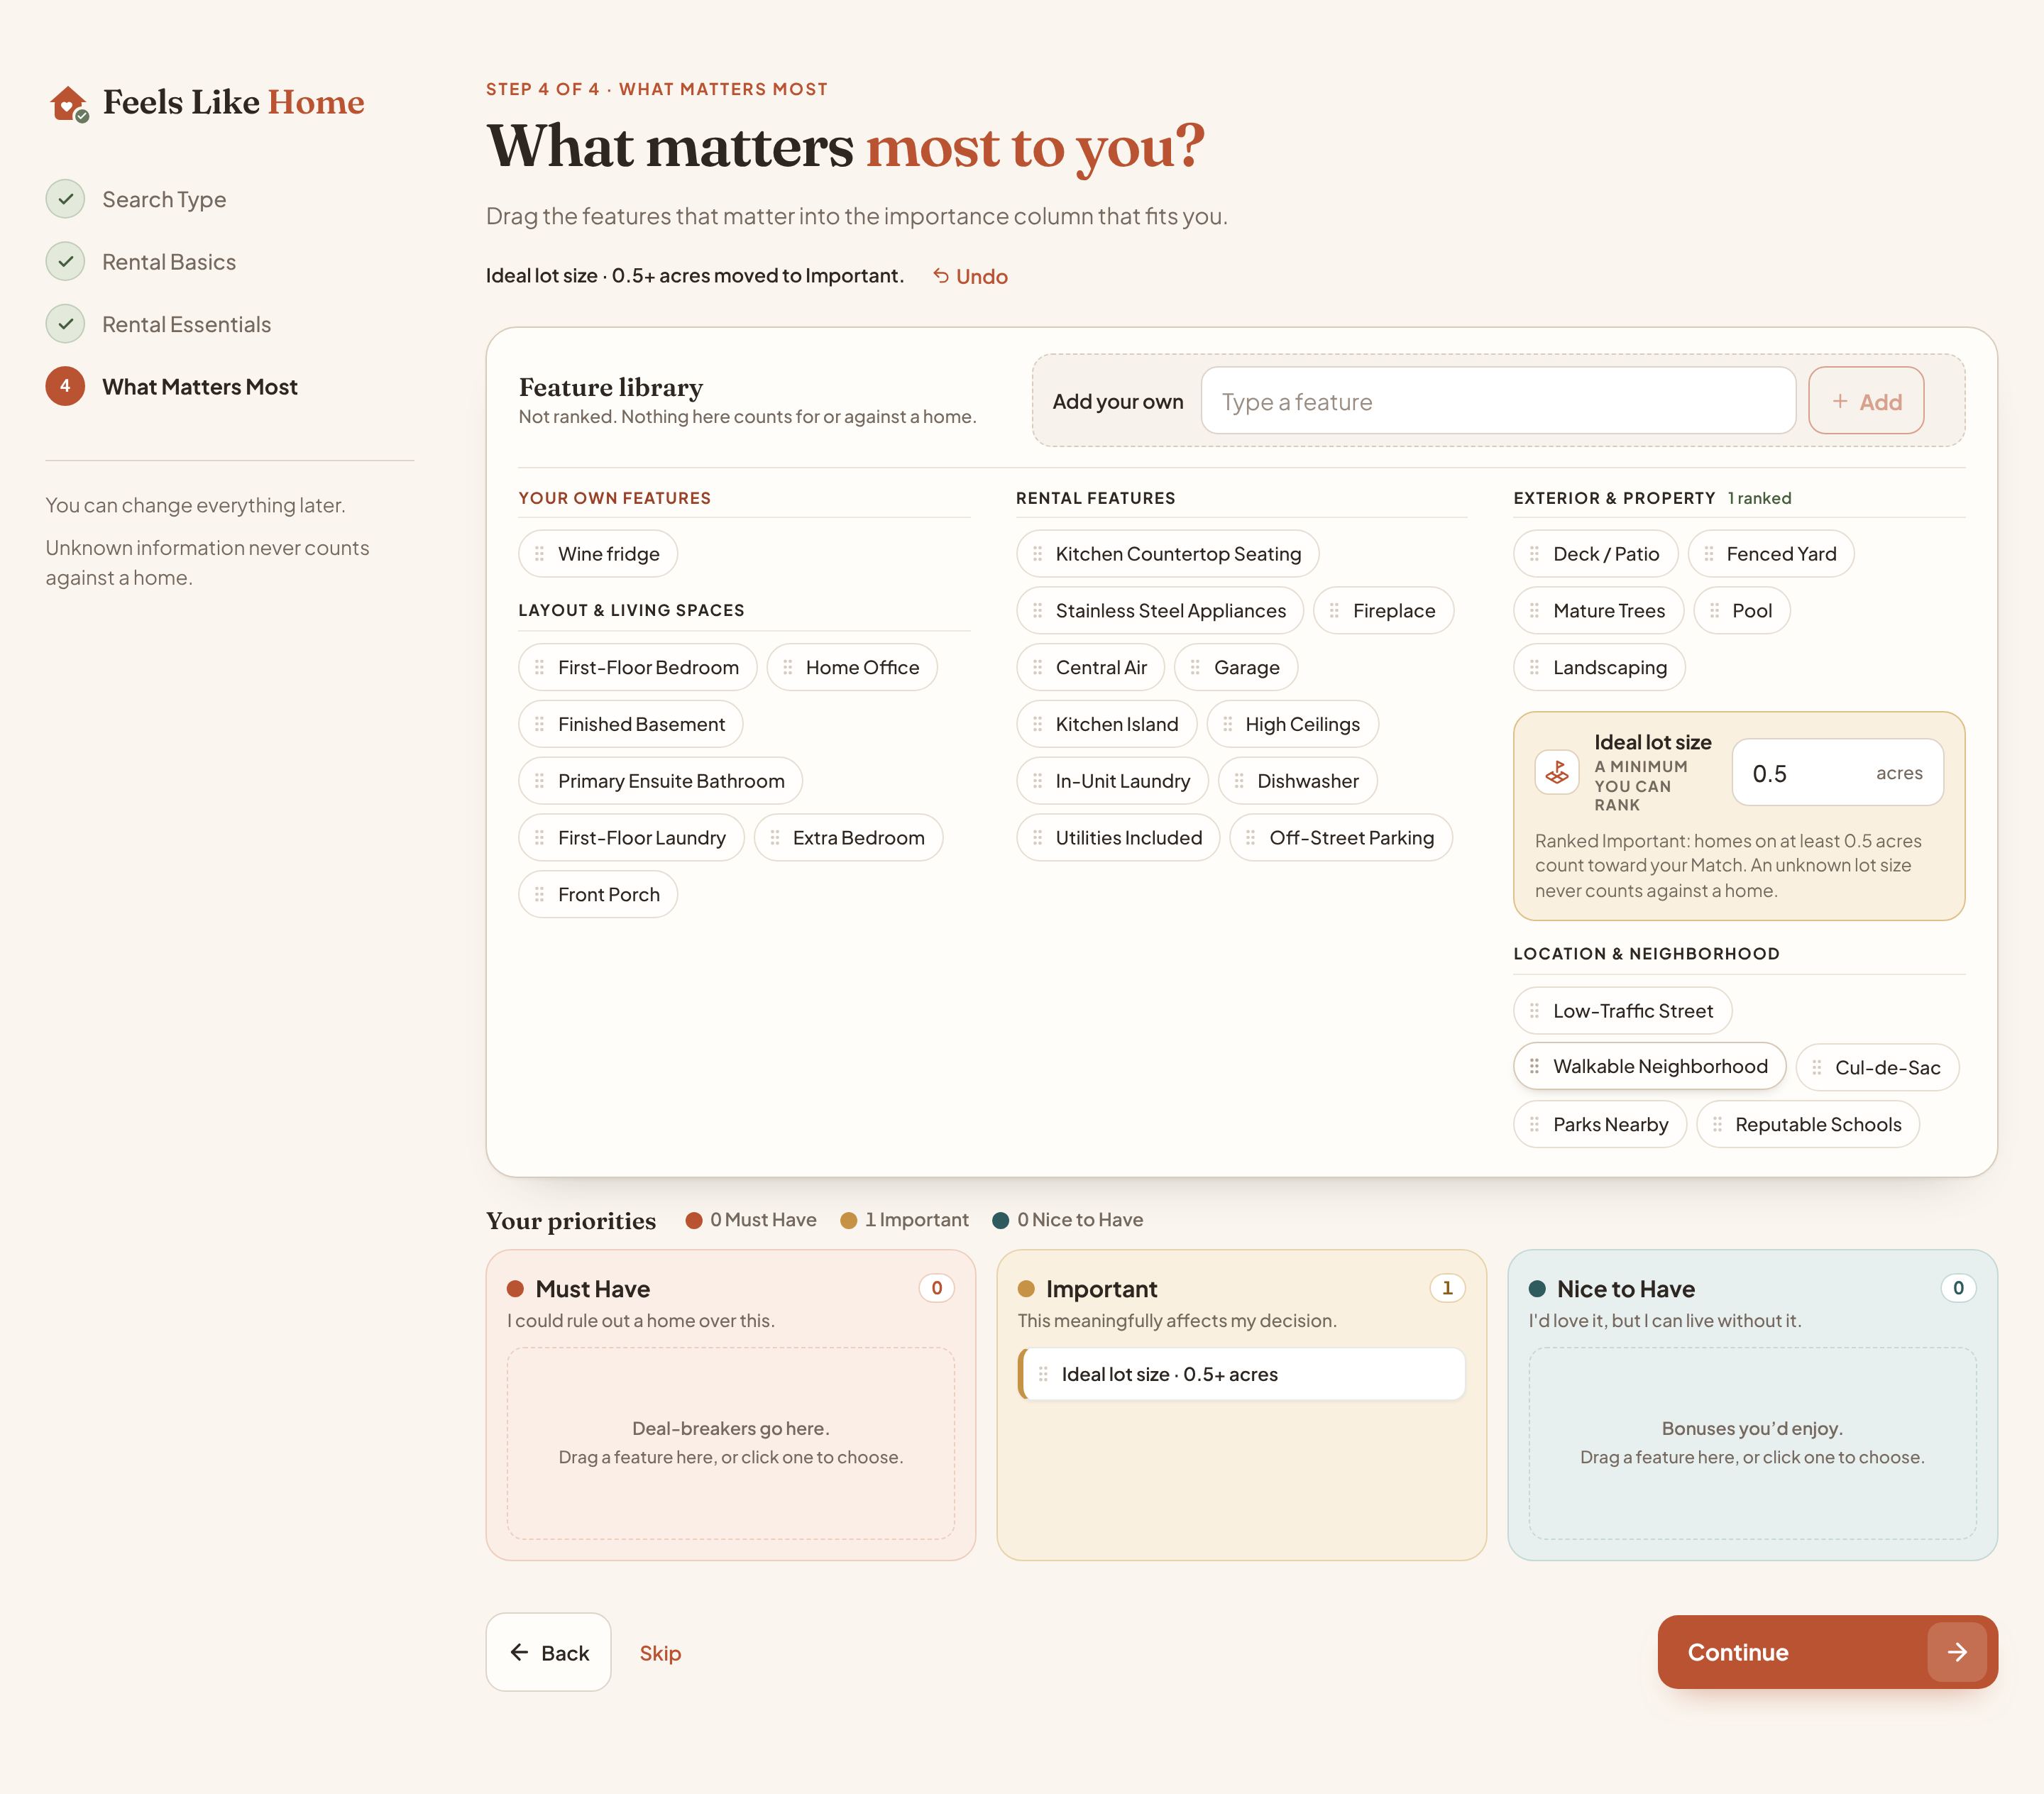 Feels Like Home
Search Type
Rental Basics
Rental Essentials
4 What Matters Most
You can change everything later.
Unknown information never counts
against a home.
STEP 4 OF 4 · WHAT MATTERS MOST
What matters most to you?
Drag the features that matter into the importance column that fits you.
Ideal lot size · 0.5+ acres moved to Important. Undo
Feature library
Not ranked. Nothing here counts for or against a home.
Add your own Type a feature + Add
YOUR OWN FEATURES
Wine fridge
LAYOUT & LIVING SPACES
First-Floor Bedroom Home Office
Finished Basement
Primary Ensuite Bathroom
First-Floor Laundry Extra Bedroom
Front Porch
RENTAL FEATURES
Kitchen Countertop Seating
Stainless Steel Appliances Fireplace
Central Air Garage
Kitchen Island High Ceilings
In-Unit Laundry Dishwasher
Utilities Included Off-Street Parking
EXTERIOR & PROPERTY 1 ranked
Deck / Patio Fenced Yard
Mature Trees Pool
Landscaping
Ideal lot size
A MINIMUM
YOU CAN
RANK
0.5 acres
Ranked Important: homes on at least 0.5 acres
count toward your Match. An unknown lot size
never counts against a home.
LOCATION & NEIGHBORHOOD
Low-Traffic Street
Walkable Neighborhood Cul-de-Sac
Parks Nearby Reputable Schools
Your priorities 0 Must Have 1 Important 0 Nice to Have
Must Have 0
I could rule out a home over this.
Deal-breakers go here.
Drag a feature here, or click one to choose.
Important 1
This meaningfully affects my decision.
Ideal lot size · 0.5+ acres
Nice to Have 0
I'd love it, but I can live without it.
Bonuses you’d enjoy.
Drag a feature here, or click one to choose.
Back Skip Continue